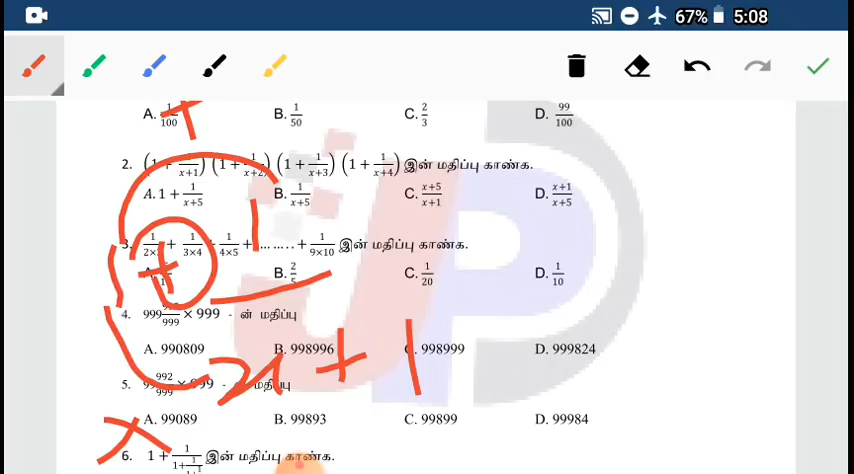 67% 5:08
A. 1/100 B. 1/50 C. 2/3 D. 99/100
2. (1 + 1/(x+1)) (1 + 1/(x+2)) (1 + 1/(x+3)) (1 + 1/(x+4)) இன் மதிப்பு காண்க.
A. 1 + 1/(x+5) B. 1/(x+5) C. (x+5)/(x+1) D. (x+1)/(x+5)
3. 1/(2×3) + 1/(3×4) + 1/(4×5) + ........ + 1/(9×10) இன் மதிப்பு காண்க.
B. 2/5 C. 1/20 D. 1/10
4. 999 /999 × 999 - ன் மதிப்பு
A. 990809 B. 998996 C. 998999 D. 999824
5. 99 992/999 × 999 - ன் மதிப்பு
A. 99089 B. 99893 C. 99899 D. 99984
x + 1
6. 1 + இன் மதிப்பு காண்க.